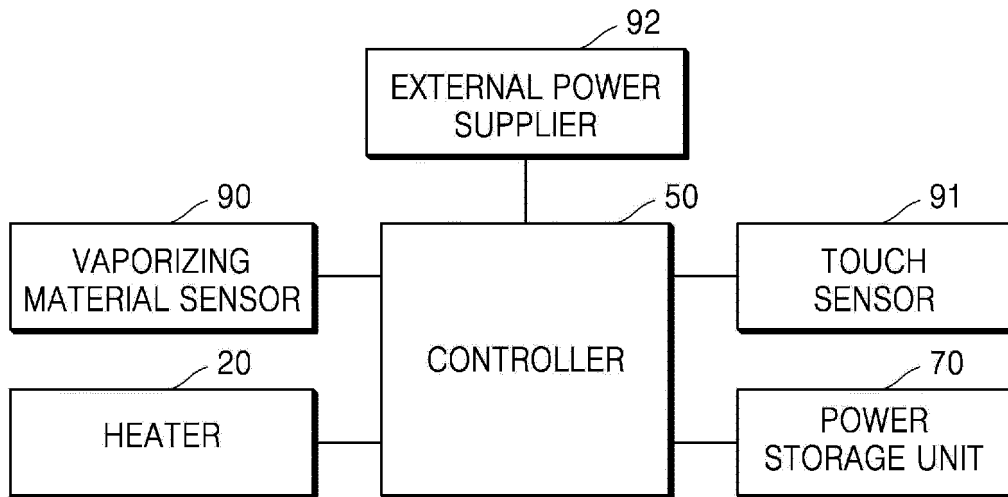 92
EXTERNAL POWER
SUPPLIER
90
50
91
VAPORIZING
MATERIAL SENSOR
TOUCH
SENSOR
CONTROLLER
20
70
HEATER
POWER
STORAGE UNIT